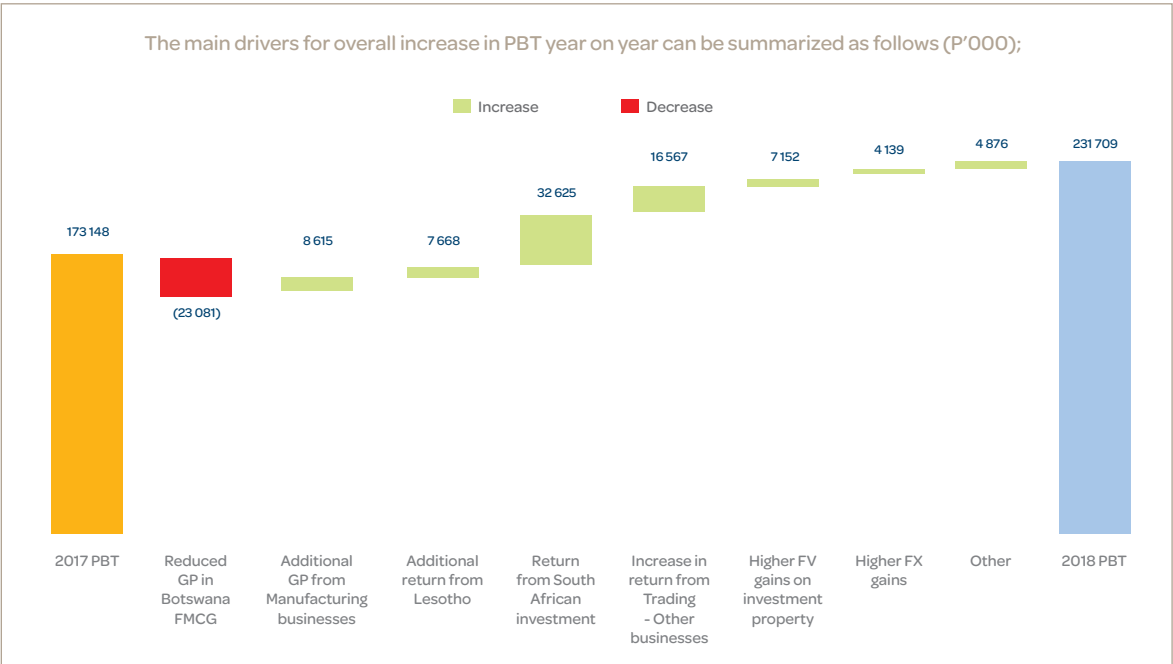 The main drivers for overall increase in PBT year on year can be summarized as follows (P'000);
Increase
Decrease
173 148
(23 081)
8 615
7 668
32 625
16 567
7 152
4 139
4 876
231 709
2017 PBT
Reduced
GP in
Botswana
FMCG
Additional
GP from
Manufacturing
businesses
Additional
return from
Lesotho
Return
from South
African
investment
Increase in
return from
Trading
- Other
businesses
Higher FV
gains on
investment
property
Higher FX
gains
Other
2018 PBT